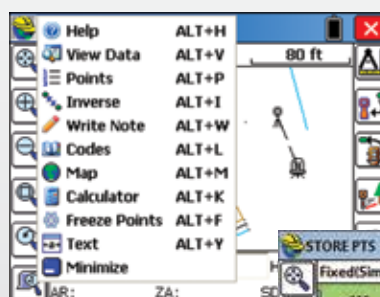 Help ALT+H
View Data ALT+V
80 ft
Points ALT+P
Inverse ALT+I
Write Note ALT+W
Codes ALT+L
Map ALT+M
Calculator ALT+K
Freeze Points ALT+F
Text ALT+Y
STORE PTS
Minimize
Fixed(Sim
AR: ZA: SD